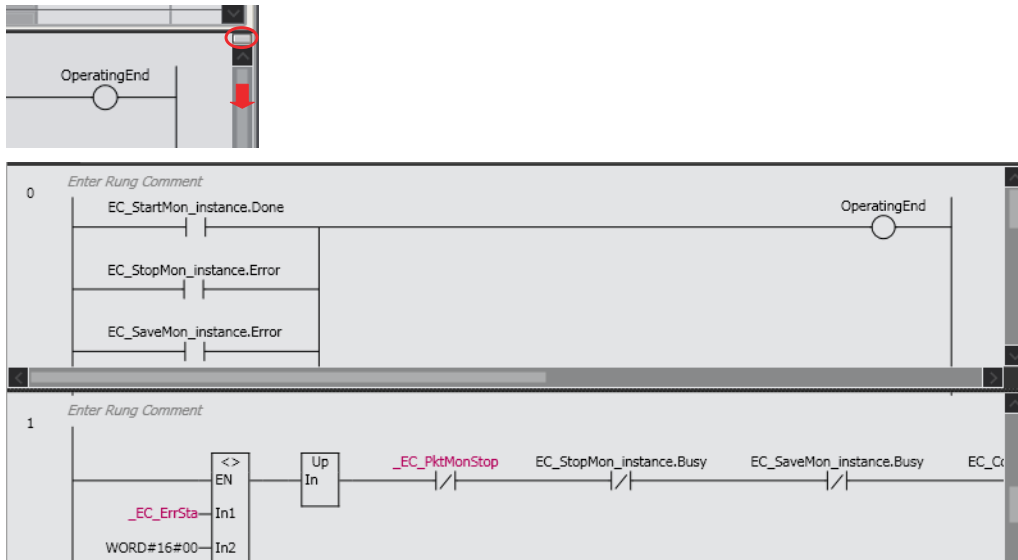 OperatingEnd
Enter Rung Comment
0
EC_StartMon_instance.Done
OperatingEnd
EC_StopMon_instance.Error
EC_SaveMon_instance.Error
Enter Rung Comment
1
<> Up _EC_PktMonStop EC_StopMon_instance.Busy EC_SaveMon_instance.Busy
EN In
_EC_ErrSta In1
WORD#16#00 In2